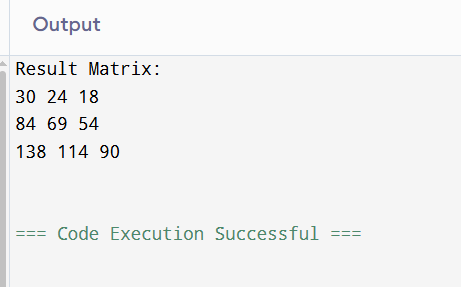 Output
Result Matrix:
30 24 18
84 69 54
138 114 90
=== Code Execution Successful ===